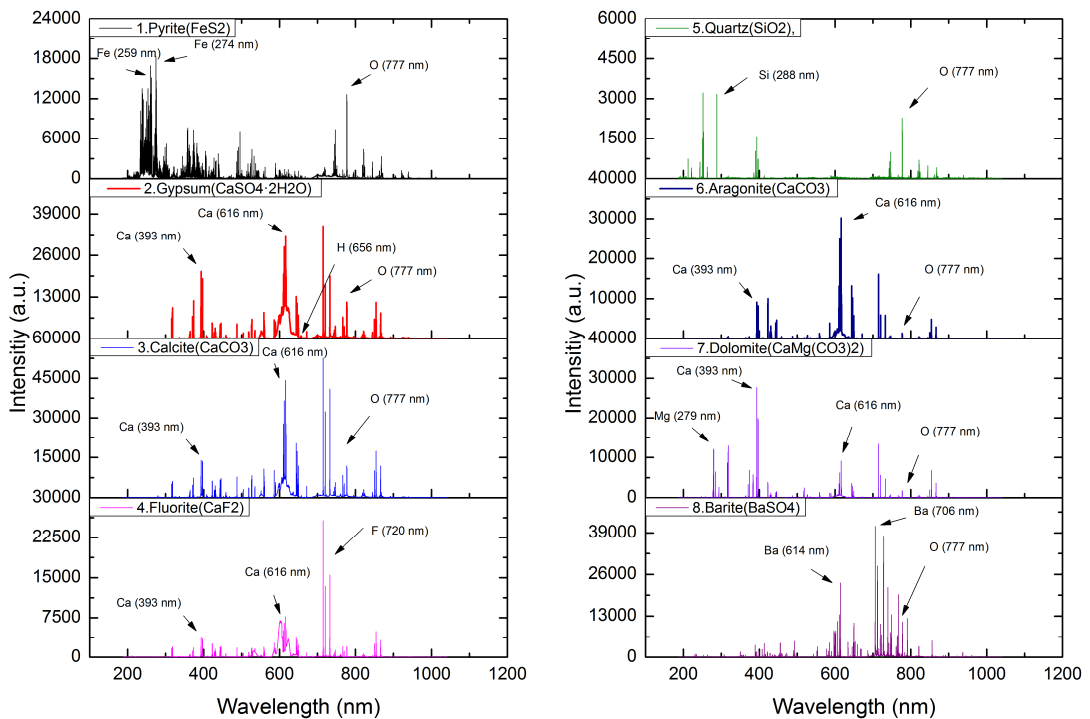 1.Pyrite(FeS2)
Fe (274 nm)
Fe (259 nm)
O (777 nm)
24000
18000
12000
6000
2.Gypsum(CaSO4·2H2O)
Ca (616 nm)
Ca (393 nm)
H (656 nm)
O (777 nm)
0
39000
26000
13000
3.Calcite(CaCO3)
Ca (616 nm)
O (777 nm)
Ca (393 nm)
60000
45000
30000
15000
4.Fluorite(CaF2)
F (720 nm)
Ca (616 nm)
Ca (393 nm)
30000
22500
15000
7500
0
200 400 600 800 1000 1200
Wavelength (nm)
Intensitiy (a.u.)
5.Quartz(SiO2),
Si (288 nm)
O (777 nm)
6000
4500
3000
1500
6.Aragonite(CaCO3)
Ca (616 nm)
Ca (393 nm)
O (777 nm)
40000
30000
20000
10000
7.Dolomite(CaMg(CO3)2)
Ca (393 nm)
Mg (279 nm)
Ca (616 nm)
O (777 nm)
40000
30000
20000
10000
8.Barite(BaSO4)
Ba (706 nm)
Ba (614 nm)
O (777 nm)
0
39000
26000
13000
0
200 400 600 800 1000 1200
Wavelength (nm)
Intensitiy (a.u.)